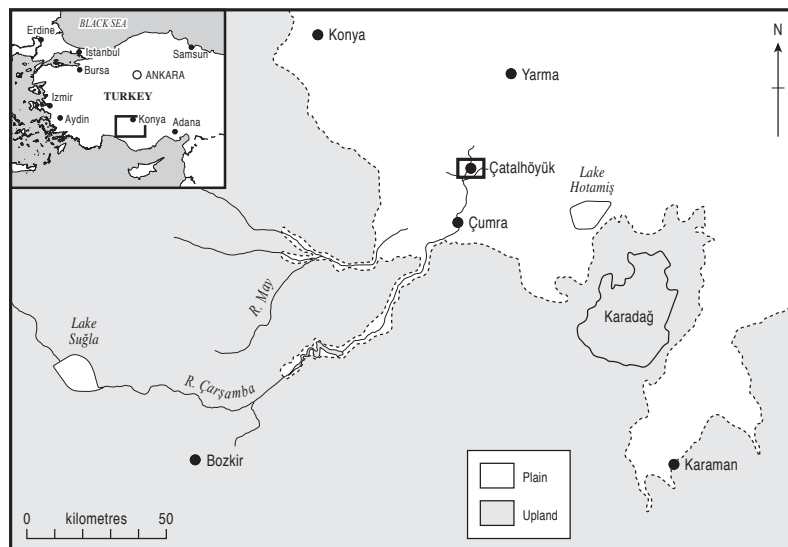 BLACK SEA
Erdine
Istanbul
Samsun
Bursa
ANKARA
TURKEY
Izmir
Aydin
Konya
Adana
Konya
Yarma
N
Çatalhöyük
Lake
Hotamiş
Çumra
R. May
Karadağ
Lake
Suğla
R. Çarşamba
Bozkir
Karaman
Plain
Upland
0 kilometres 50